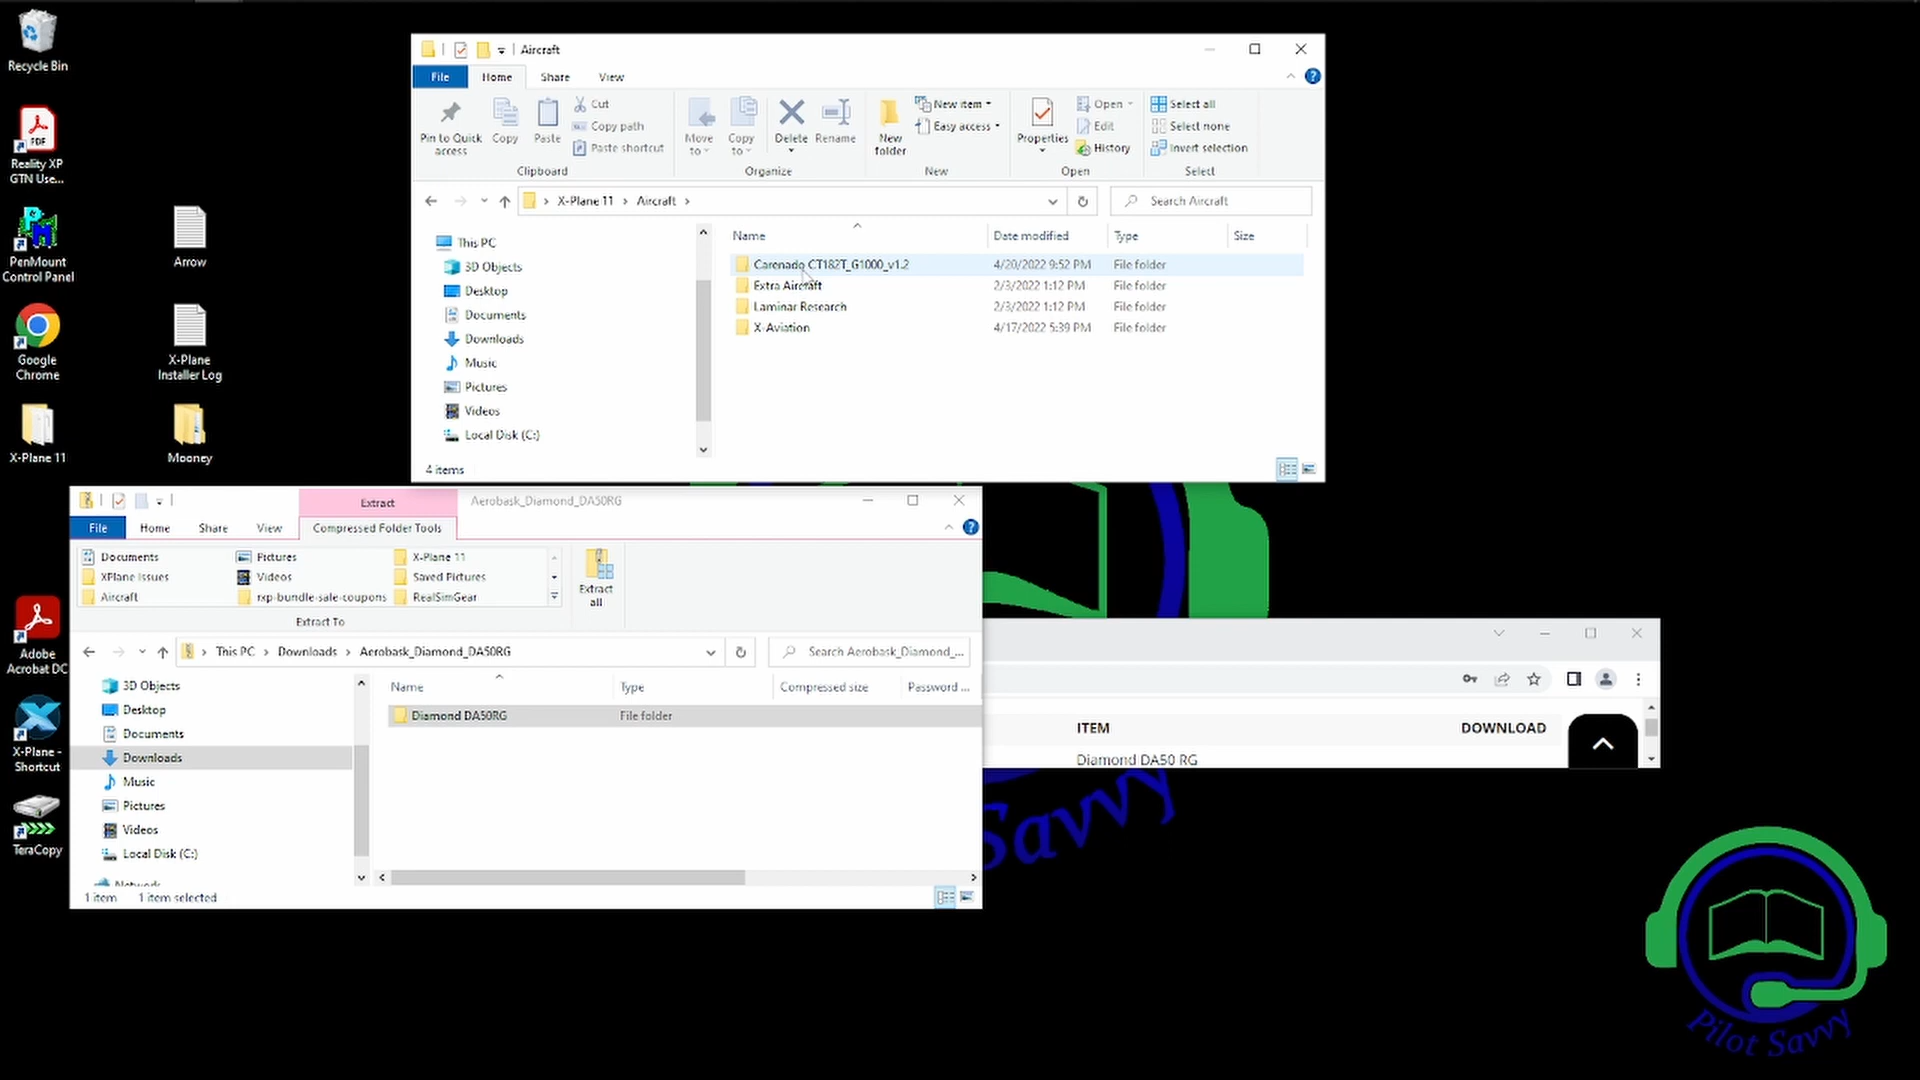 Recycle Bin
Reality XP
GTN Use...
PenMount
Control Panel
Google
Chrome
X-Plane 11
Adobe
Acrobat DC
X-Plane -
Shortcut
TeraCopy
Arrow
X-Plane
Installer Log
Mooney
Aircraft
File Home Share View
Pin to Quick
access
Copy
Paste
Cut
Copy path
Paste shortcut
Clipboard
Move
to
Copy
to
Delete
Rename
Organize
New
folder
New item
Easy access
New
Properties
Open
Edit
History
Open
Select all
Select none
Invert selection
Select
X-Plane 11 Aircraft
Search Aircraft
This PC
3D Objects
Desktop
Documents
Downloads
Music
Pictures
Videos
Local Disk (C:)
Name Date modified Type Size
Carenado CT182T_G1000_v1.2 4/20/2022 9:52 PM File folder
Extra Aircraft 2/3/2022 1:12 PM File folder
Laminar Research 2/3/2022 1:12 PM File folder
X-Aviation 4/17/2022 5:39 PM File folder
4 items
Extract
Aerobask_Diamond_DA50RG
File Home Share View Compressed Folder Tools
Documents Pictures X-Plane 11
XPlane Issues Videos Saved Pictures
Aircraft rxp-bundle-sale-coupons RealSimGear
Extract To
Extract
all
This PC Downloads Aerobask_Diamond_DA50RG
Search Aerobask_Diamond_...
3D Objects
Desktop
Documents
Downloads
Music
Pictures
Videos
Local Disk (C:)
Network
Name Type Compressed size Password ...
Diamond DA50RG File folder
1 item 1 item selected
ITEM DOWNLOAD
Diamond DA50 RG
Savvy
Pilot Savvy